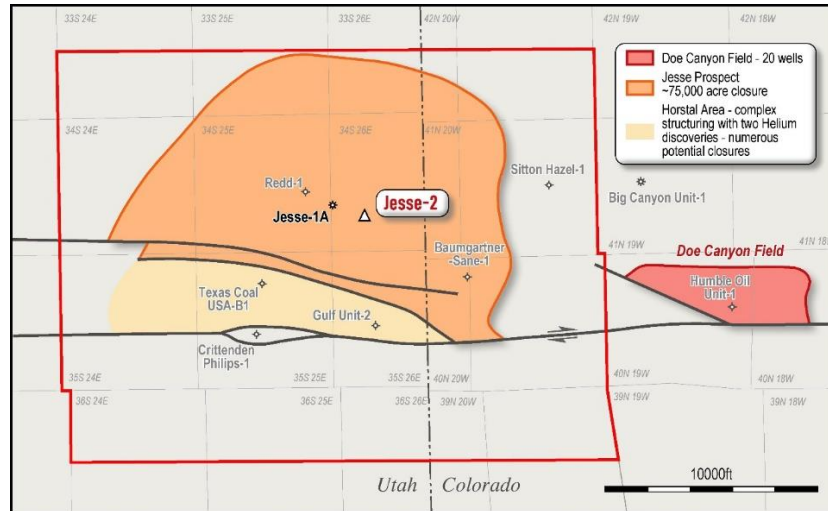 33S 24E
33S 25E
33S 26E
42N 20W
42N 19W
42N 18W
Doe Canyon Field - 20 wells
Jesse Prospect
~75,000 acre closure
Horstal Area - complex
structuring with two Helium
discoveries - numerous
potential closures
34S 24E
34S 25E
34S 26E
41N 20W
Sitton Hazel-1
Redd-1
Big Canyon Unit-1
Jesse-1A
Jesse-2
Baumgartner
-Sane-1
41N 19W
41N 18W
Doe Canyon Field
Texas Coal
USA-B1
Humble Oil
Unit-1
Gulf Unit-2
Crittenden
Philips-1
35S 24E
35S 25E
35S 26E
40N 20W
40N 19W
40N 18W
36S 24E
36S 25E
36S 26E
39N 20W
39N 19W
39N 18W
10000ft
Utah
Colorado